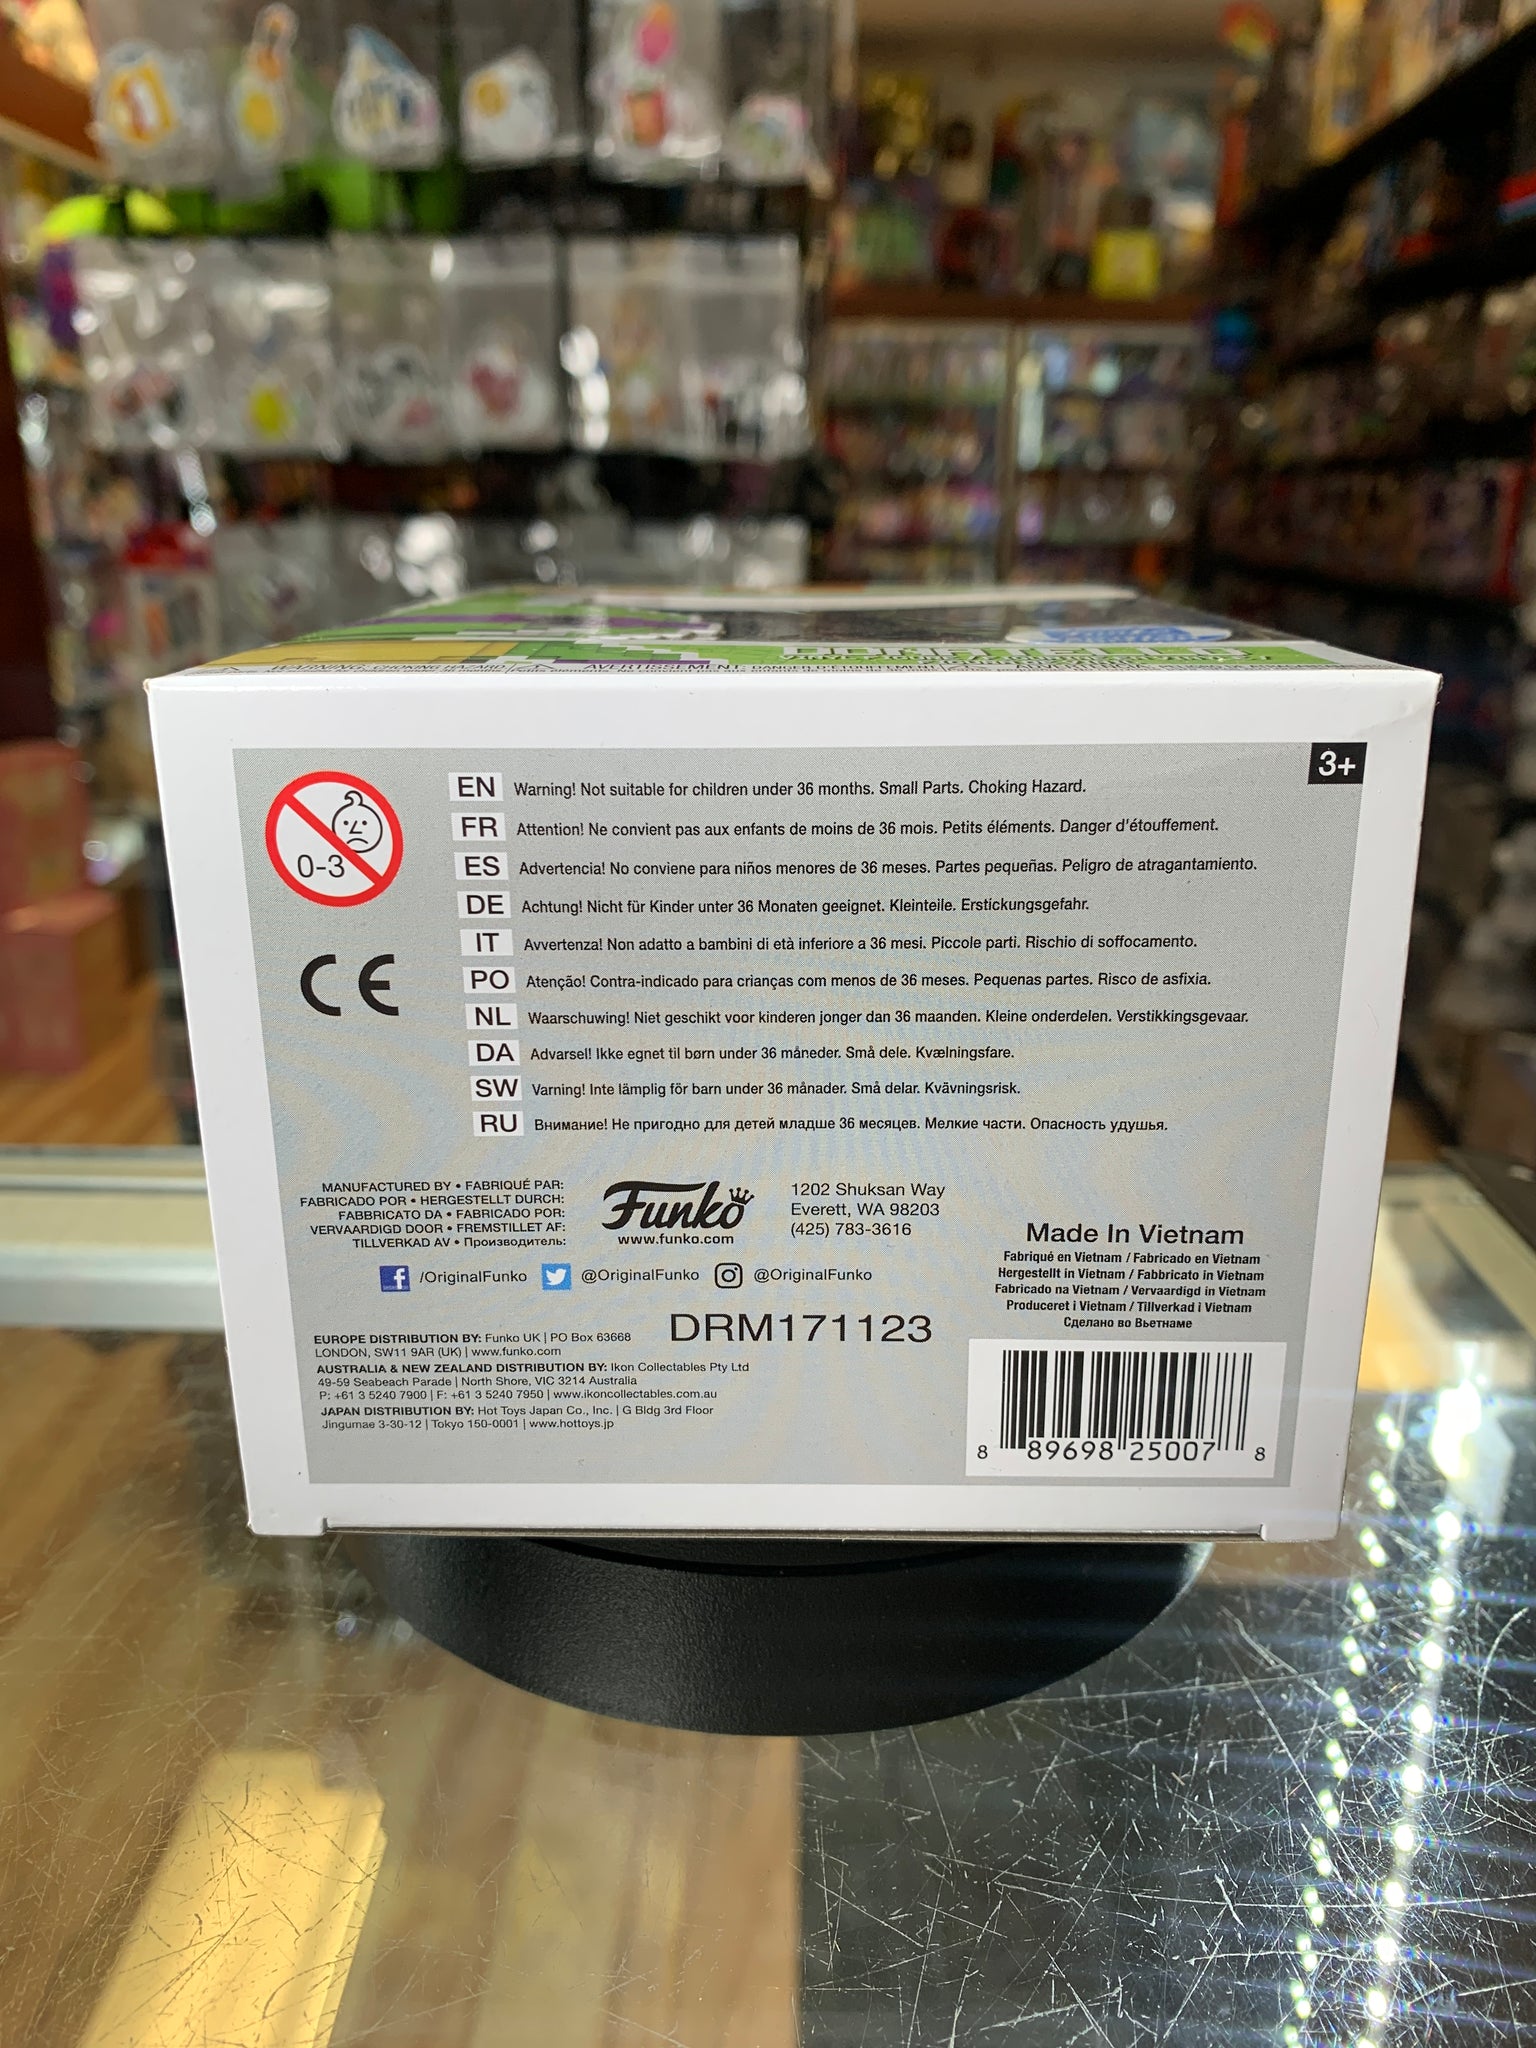 WARNING: CHOKING HAZARD
AVERTISSEMENT:
DONATELLO
3+
0-3
CE
EN Warning! Not suitable for children under 36 months. Small Parts. Choking Hazard.
FR Attention! Ne convient pas aux enfants de moins de 36 mois. Petits éléments. Danger d'étouffement.
ES Advertencia! No conviene para niños menores de 36 meses. Partes pequeñas. Peligro de atragantamiento.
DE Achtung! Nicht für Kinder unter 36 Monaten geeignet. Kleinteile. Erstickungsgefahr.
IT Avvertenza! Non adatto a bambini di età inferiore a 36 mesi. Piccole parti. Rischio di soffocamento.
PO Atenção! Contra-indicado para crianças com menos de 36 meses. Pequenas partes. Risco de asfixia.
NL Waarschuwing! Niet geschikt voor kinderen jonger dan 36 maanden. Kleine onderdelen. Verstikkingsgevaar.
DA Advarsel! Ikke egnet til børn under 36 måneder. Små dele. Kvælningsfare.
SW Varning! Inte lämplig för barn under 36 månader. Små delar. Kvävningsrisk.
RU Внимание! Не пригодно для детей младше 36 месяцев. Мелкие части. Опасность удушья.
MANUFACTURED BY • FABRIQUÉ PAR:
FABRICADO POR • HERGESTELLT DURCH:
FABBRICATO DA • FABRICADO POR:
VERVAARDIGD DOOR • FREMSTILLET AF:
TILLVERKAD AV • Производитель:
Funko
www.funko.com
1202 Shuksan Way
Everett, WA 98203
(425) 783-3616
/OriginalFunko @OriginalFunko @OriginalFunko
Made In Vietnam
Fabriqué en Vietnam / Fabricado en Vietnam
Hergestellt in Vietnam / Fabbricato in Vietnam
Fabricado na Vietnam / Vervaardigd in Vietnam
Produceret i Vietnam / Tillverkad i Vietnam
Сделано во Вьетнаме
DRM171123
EUROPE DISTRIBUTION BY: Funko UK | PO Box 63668
LONDON, SW11 9AR (UK) | www.funko.com
AUSTRALIA & NEW ZEALAND DISTRIBUTION BY: Ikon Collectables Pty Ltd
49-59 Seabeach Parade | North Shore, VIC 3214 Australia
P: +61 3 5240 7900 | F: +61 3 5240 7950 | www.ikoncollectables.com.au
JAPAN DISTRIBUTION BY: Hot Toys Japan Co., Inc. | G Bldg 3rd Floor
Jingumae 3-30-12 | Tokyo 150-0001 | www.hottoys.jp
8 89698 25007 8